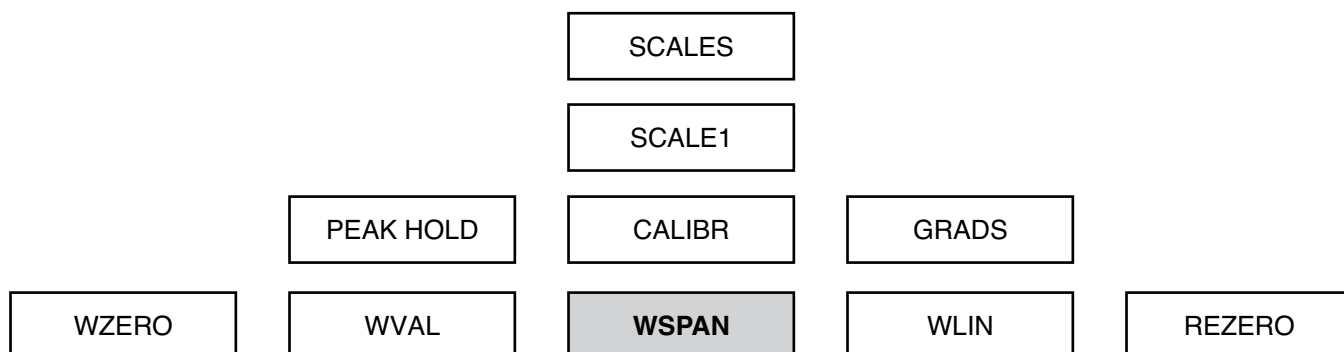 SCALES
SCALE1
PEAK HOLD CALIBR GRADS
WZERO WVAL WSPAN WLIN REZERO